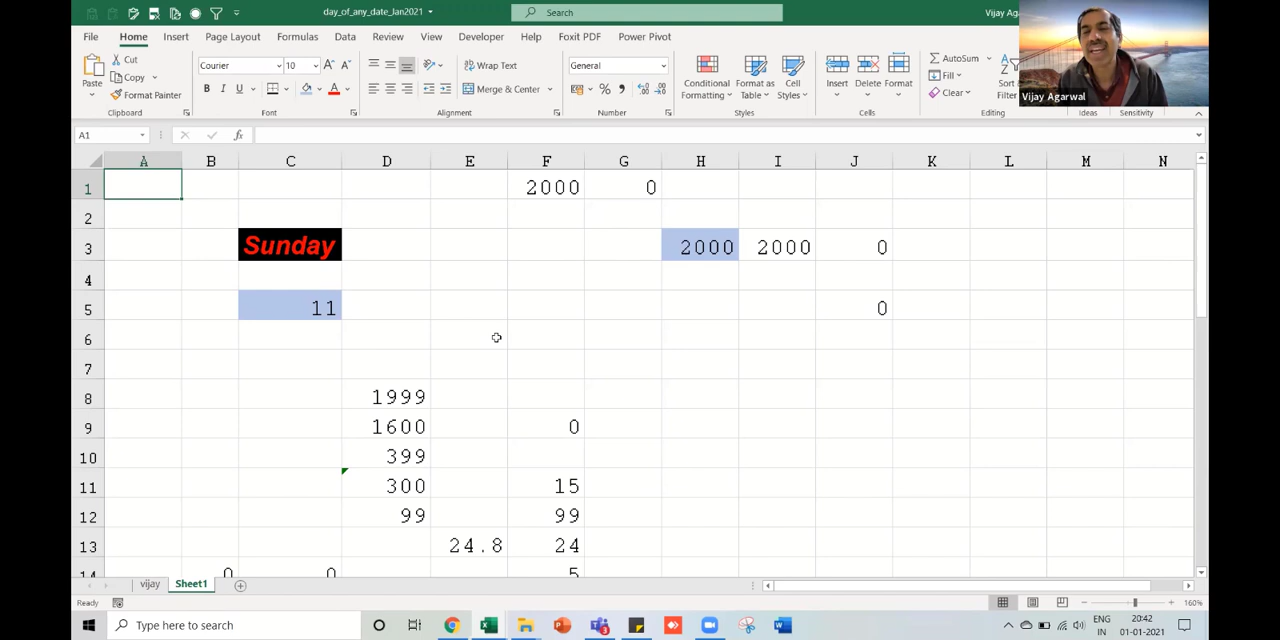 day_of_any_date_Jan2021
Search
Vijay Aga
File Home Insert Page Layout Formulas Data Review View Developer Help Foxit PDF Power Pivot
Paste
Cut
Copy
Format Painter
Clipboard
Courier 10
B I U
Font
Wrap Text
Merge & Center
Alignment
General
Number
Conditional Formatting
Format as Table
Cell Styles
Styles
Insert Delete Format
Cells
AutoSum
Fill
Clear
Sort
Filter
Editing
Ideas
Sensitivity
Vijay Agarwal
A1 fx
A B C D E F G H I J K L M N
1 2000 0
2
3 Sunday 2000 2000 0
4
5 11 0
6
7
8 1999
9 1600 0
10 399
11 300 15
12 99 99
13 24.8 24
14 0 0 5
vijay Sheet1
Ready
160%
Type here to search
ENG
IN
20:42
01-01-2021